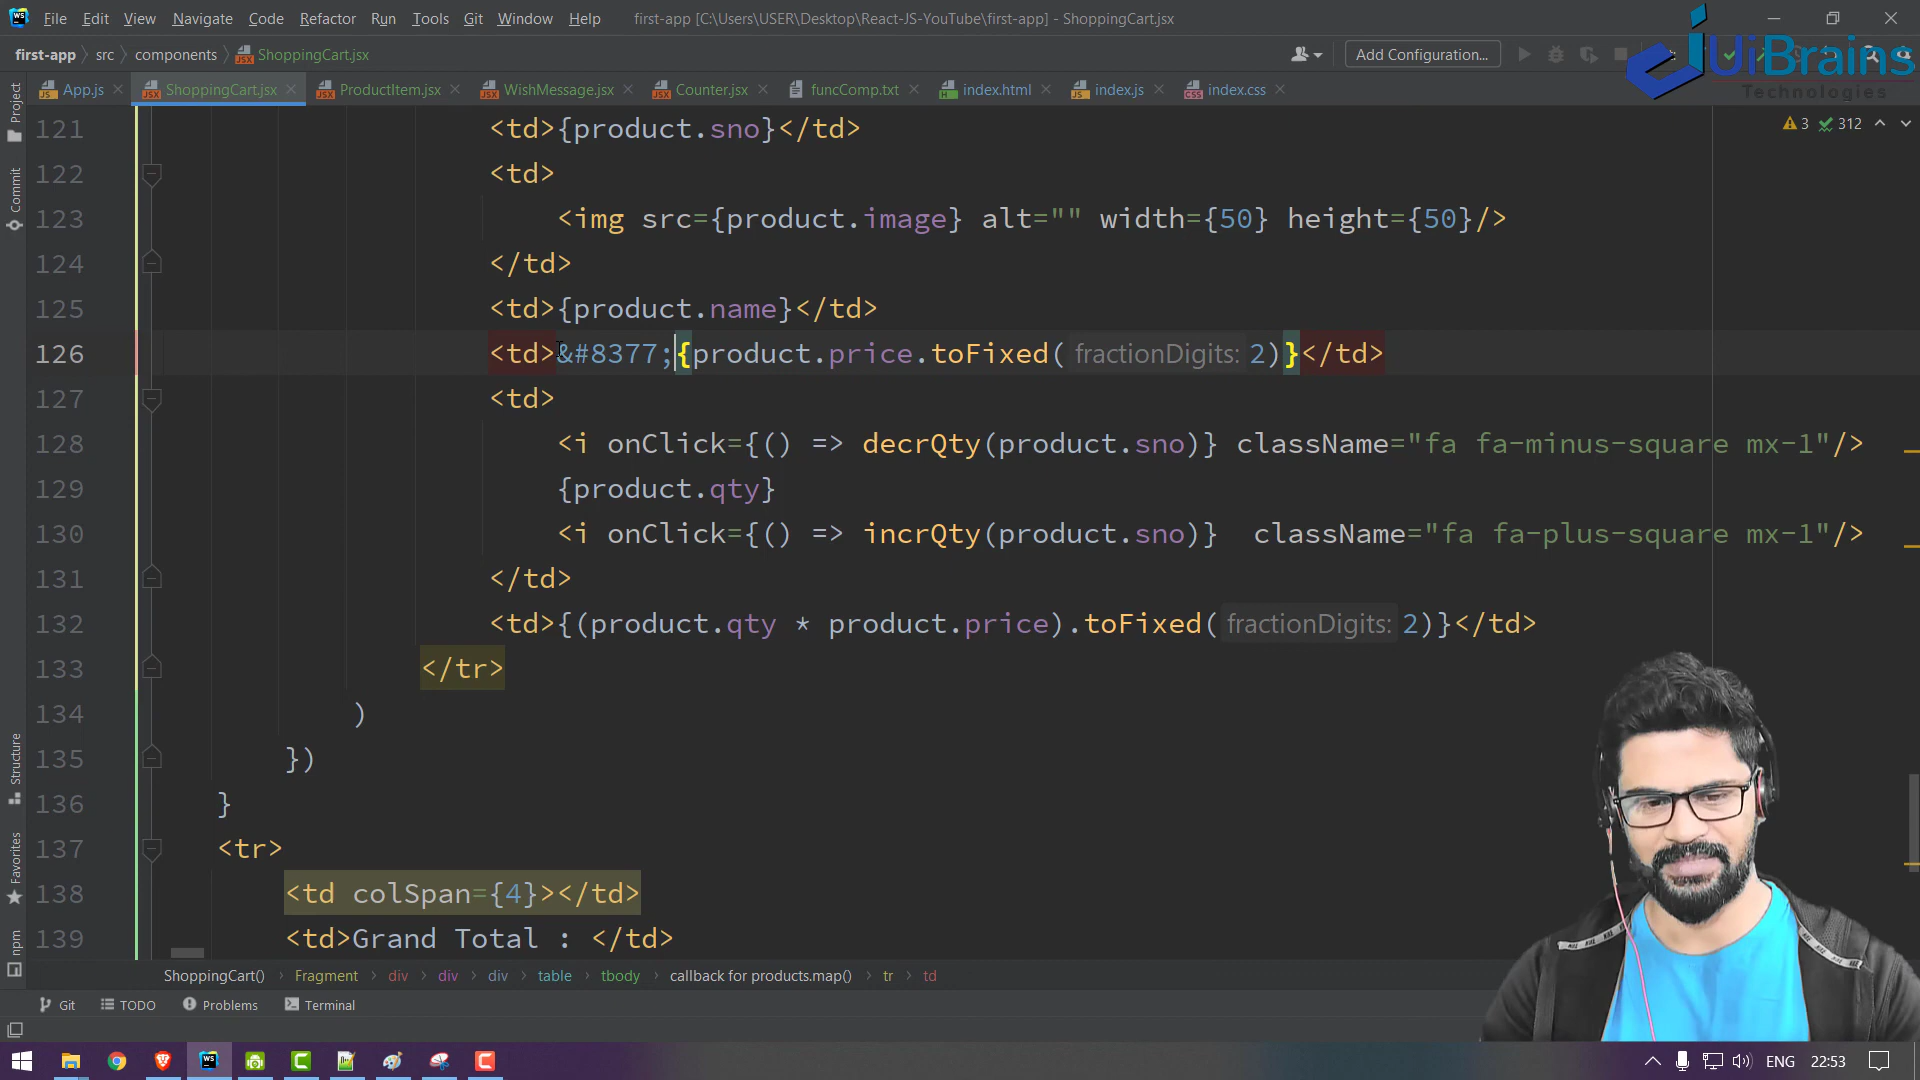 File Edit View Navigate Code Refactor Run Tools Git Window Help first-app [C:\Users\USER\Desktop\React-JS-YouTube\first-app] - ShoppingCart.jsx
first-app src components ShoppingCart.jsx Add Configuration...
UiBrains
Technologies
App.js ShoppingCart.jsx ProductItem.jsx WishMessage.jsx Counter.jsx funcComp.txt index.html index.js index.css
Project
Commit
Structure
Favorites
npm
3 312
121 <td>{product.sno}</td>
122 <td>
123 <img src={product.image} alt="" width={50} height={50}/>
124 </td>
125 <td>{product.name}</td>
126 <td>&#8377;{product.price.toFixed( fractionDigits: 2)}</td>
127 <td>
128 <i onClick={() => decrQty(product.sno)} className="fa fa-minus-square mx-1"/>
129 {product.qty}
130 <i onClick={() => incrQty(product.sno)}  className="fa fa-plus-square mx-1"/>
131 </td>
132 <td>{(product.qty * product.price).toFixed( fractionDigits: 2)}</td>
133 </tr>
134 )
135 })
136 }
137 <tr>
138 <td colSpan={4}></td>
139 <td>Grand Total : </td>
ShoppingCart() Fragment div div div table tbody callback for products.map() tr td
Git TODO Problems Terminal
ENG 22:53